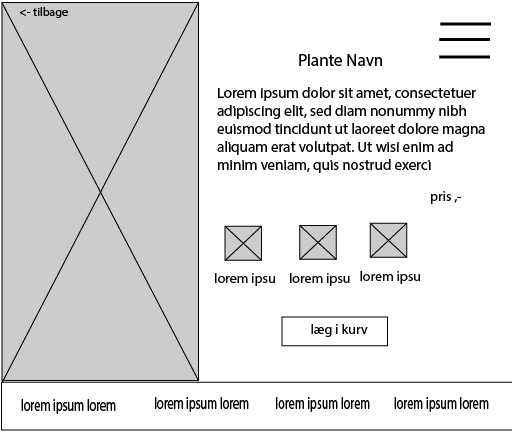 <- tilbage
Plante Navn
Lorem ipsum dolor sit amet, consectetuer
adipiscing elit, sed diam nonummy nibh
euismod tincidunt ut laoreet dolore magna
aliquam erat volutpat. Ut wisi enim ad
minim veniam, quis nostrud exerci
pris ,-
lorem ipsu lorem ipsu lorem ipsu
læg i kurv
lorem ipsum lorem lorem ipsum lorem lorem ipsum lorem lorem ipsum lorem